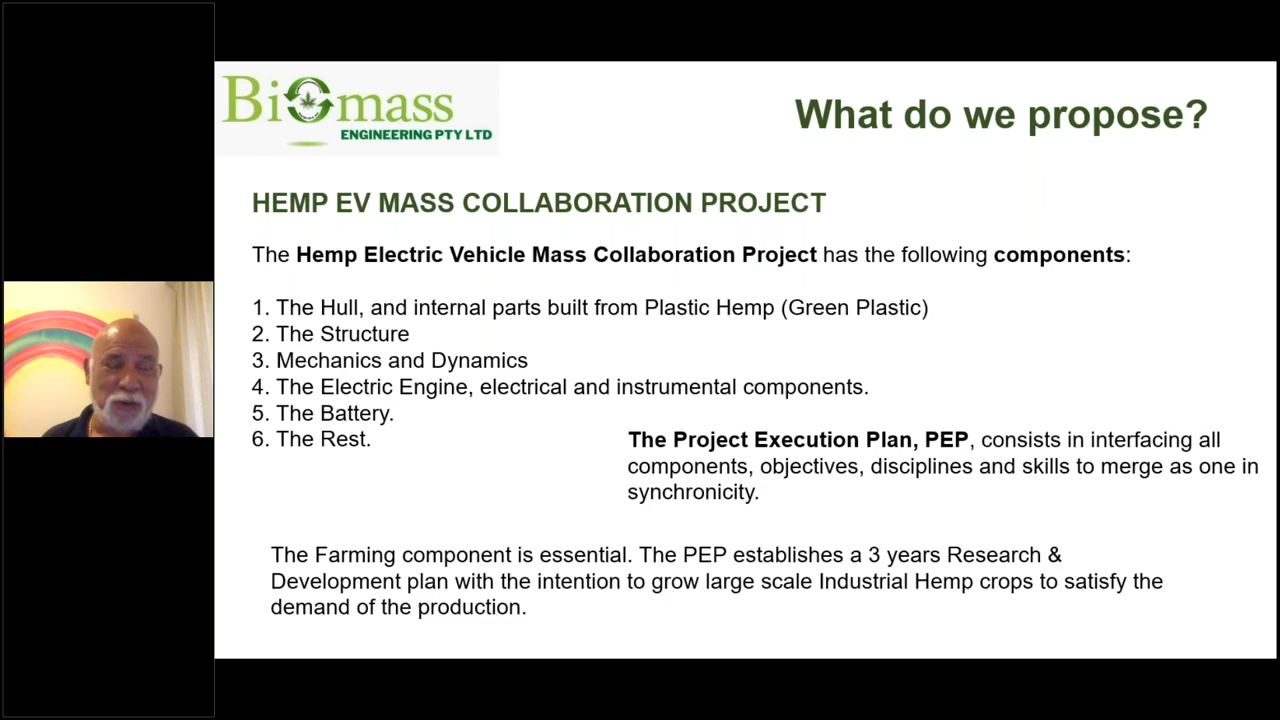 Biomass
ENGINEERING PTY LTD
What do we propose?
HEMP EV MASS COLLABORATION PROJECT
The Hemp Electric Vehicle Mass Collaboration Project has the following components:
1. The Hull, and internal parts built from Plastic Hemp (Green Plastic)
2. The Structure
3. Mechanics and Dynamics
4. The Electric Engine, electrical and instrumental components.
5. The Battery.
6. The Rest.
The Project Execution Plan, PEP, consists in interfacing all
components, objectives, disciplines and skills to merge as one in
synchronicity.
The Farming component is essential. The PEP establishes a 3 years Research &
Development plan with the intention to grow large scale Industrial Hemp crops to satisfy the
demand of the production.